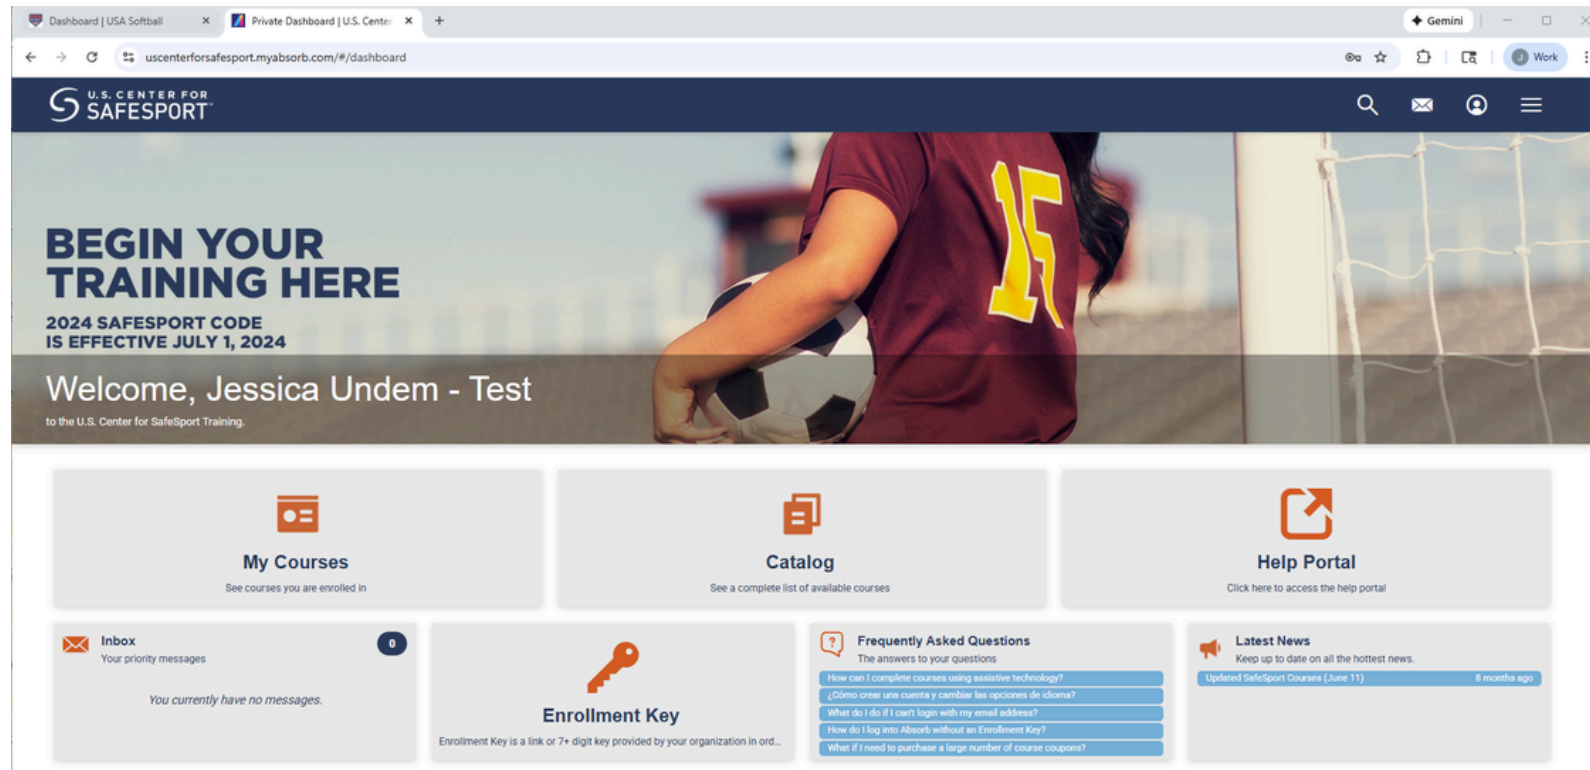 Dashboard | USA Softball
Private Dashboard | U.S. Center
Gemini
uscenterforsafesport.myabsorb.com/#/dashboard
J Work
U.S. CENTER FOR
SAFESPORT™
15
BEGIN YOUR
TRAINING HERE
2024 SAFESPORT CODE
IS EFFECTIVE JULY 1, 2024
Welcome, Jessica Undem - Test
to the U.S. Center for SafeSport Training.
My Courses
See courses you are enrolled in
Catalog
See a complete list of available courses
Help Portal
Click here to access the help portal
Inbox
0
Your priority messages
You currently have no messages.
Enrollment Key
Enrollment Key is a link or 7+ digit key provided by your organization in ord...
Frequently Asked Questions
The answers to your questions
How can I complete courses using assistive technology?
¿Cómo crear una cuenta y cambiar las opciones de idioma?
What do I do if I can't login with my email address?
How do I log into Absorb without an Enrollment Key?
What if I need to purchase a large number of course coupons?
Latest News
Keep up to date on all the hottest news.
Updated SafeSport Courses (June 11) 8 months ago